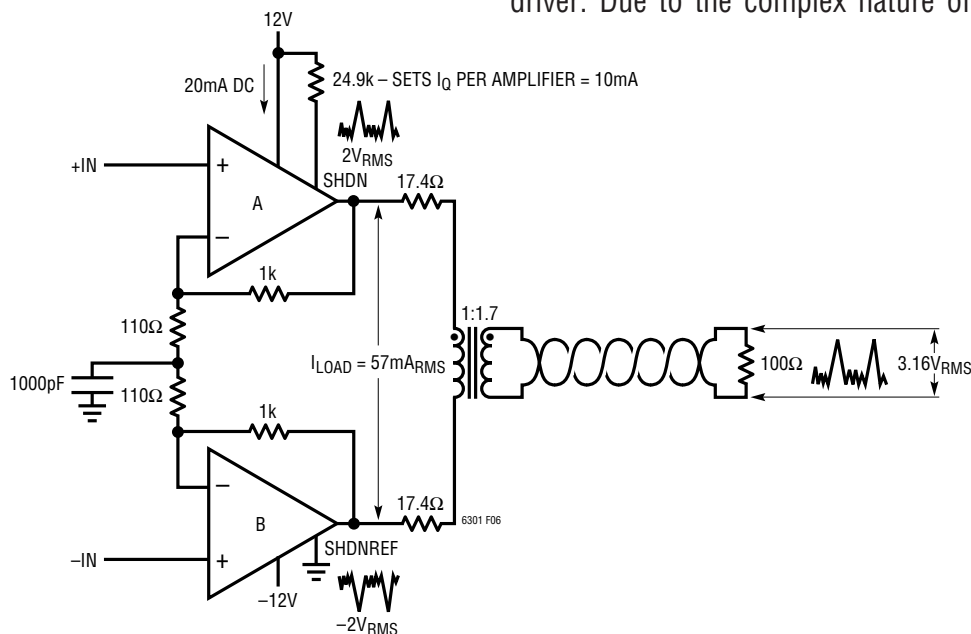 driver. Due to the complex nature of
12V
20mA DC
24.9k – SETS IQ PER AMPLIFIER = 10mA
2VRMS
+IN
+
SHDN
17.4Ω
A
–
1k
1:1.7
110Ω
ILOAD = 57mARMS
100Ω
3.16VRMS
1000pF
110Ω
1k
–
17.4Ω
6301 F06
B
SHDNREF
–IN
+
–12V
–2VRMS